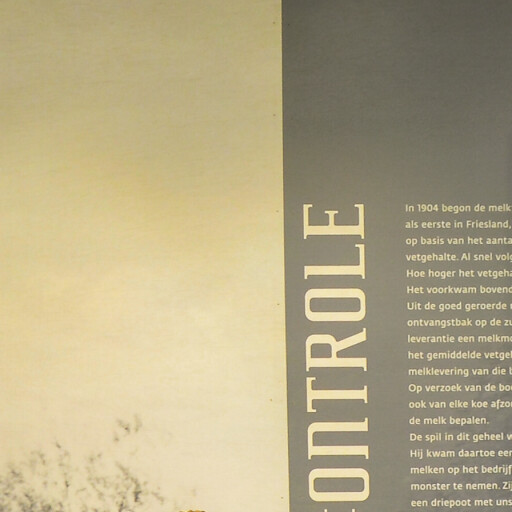 ONTROLE
In 1904 begon de melk
als eerste in Friesland,
op basis van het aanta
vetgehalte. Al snel volg
Hoe hoger het vetgeha
Het voorkwam bovend
Uit de goed geroerde
ontvangstbak op de zu
leverantie een melkmo
het gemiddelde vetgeh
melklevering van die b
Op verzoek van de boe
ook van elke koe afzo
de melk bepalen.
De spil in dit geheel w
Hij kwam daartoe een
melken op het bedrijf
monster te nemen. Zij
een driepoot met uns